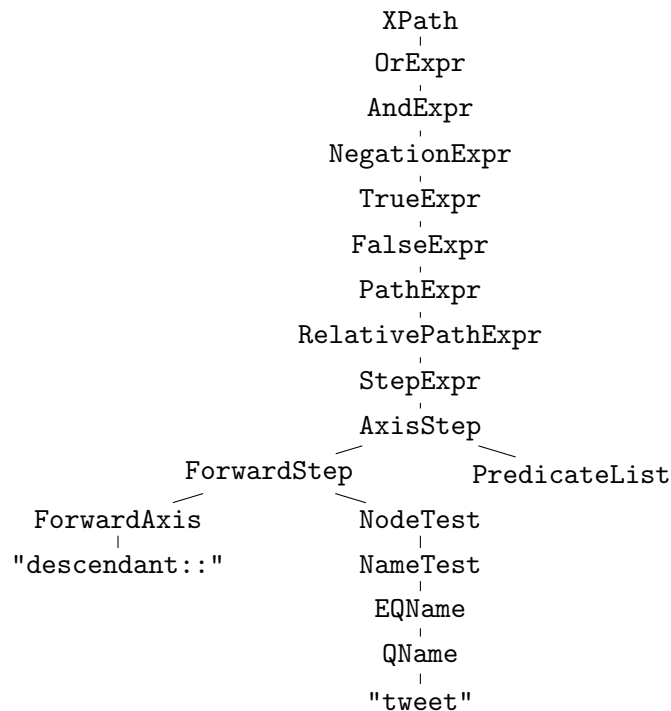 XPath
OrExpr
AndExpr
NegationExpr
TrueExpr
FalseExpr
PathExpr
RelativePathExpr
StepExpr
AxisStep
ForwardStep PredicateList
ForwardAxis NodeTest
"descendant::" NameTest
EQName
QName
"tweet"